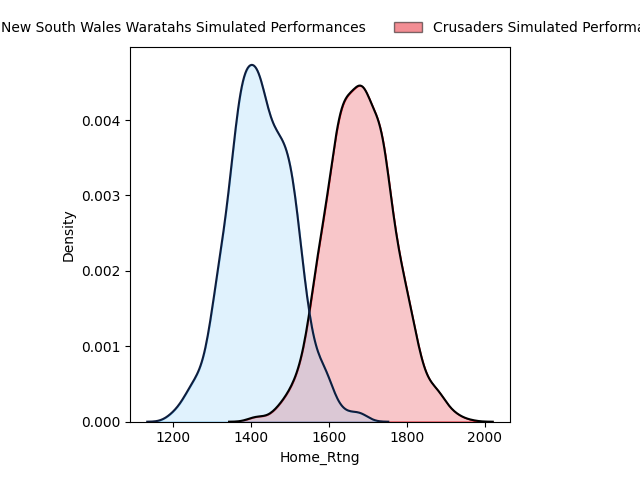 New South Wales Waratahs Simulated Performances
Crusaders Simulated Performa
0.004
0.003
0.002
0.001
0.000
Density
1200 1400 1600 1800 2000
Home_Rtng